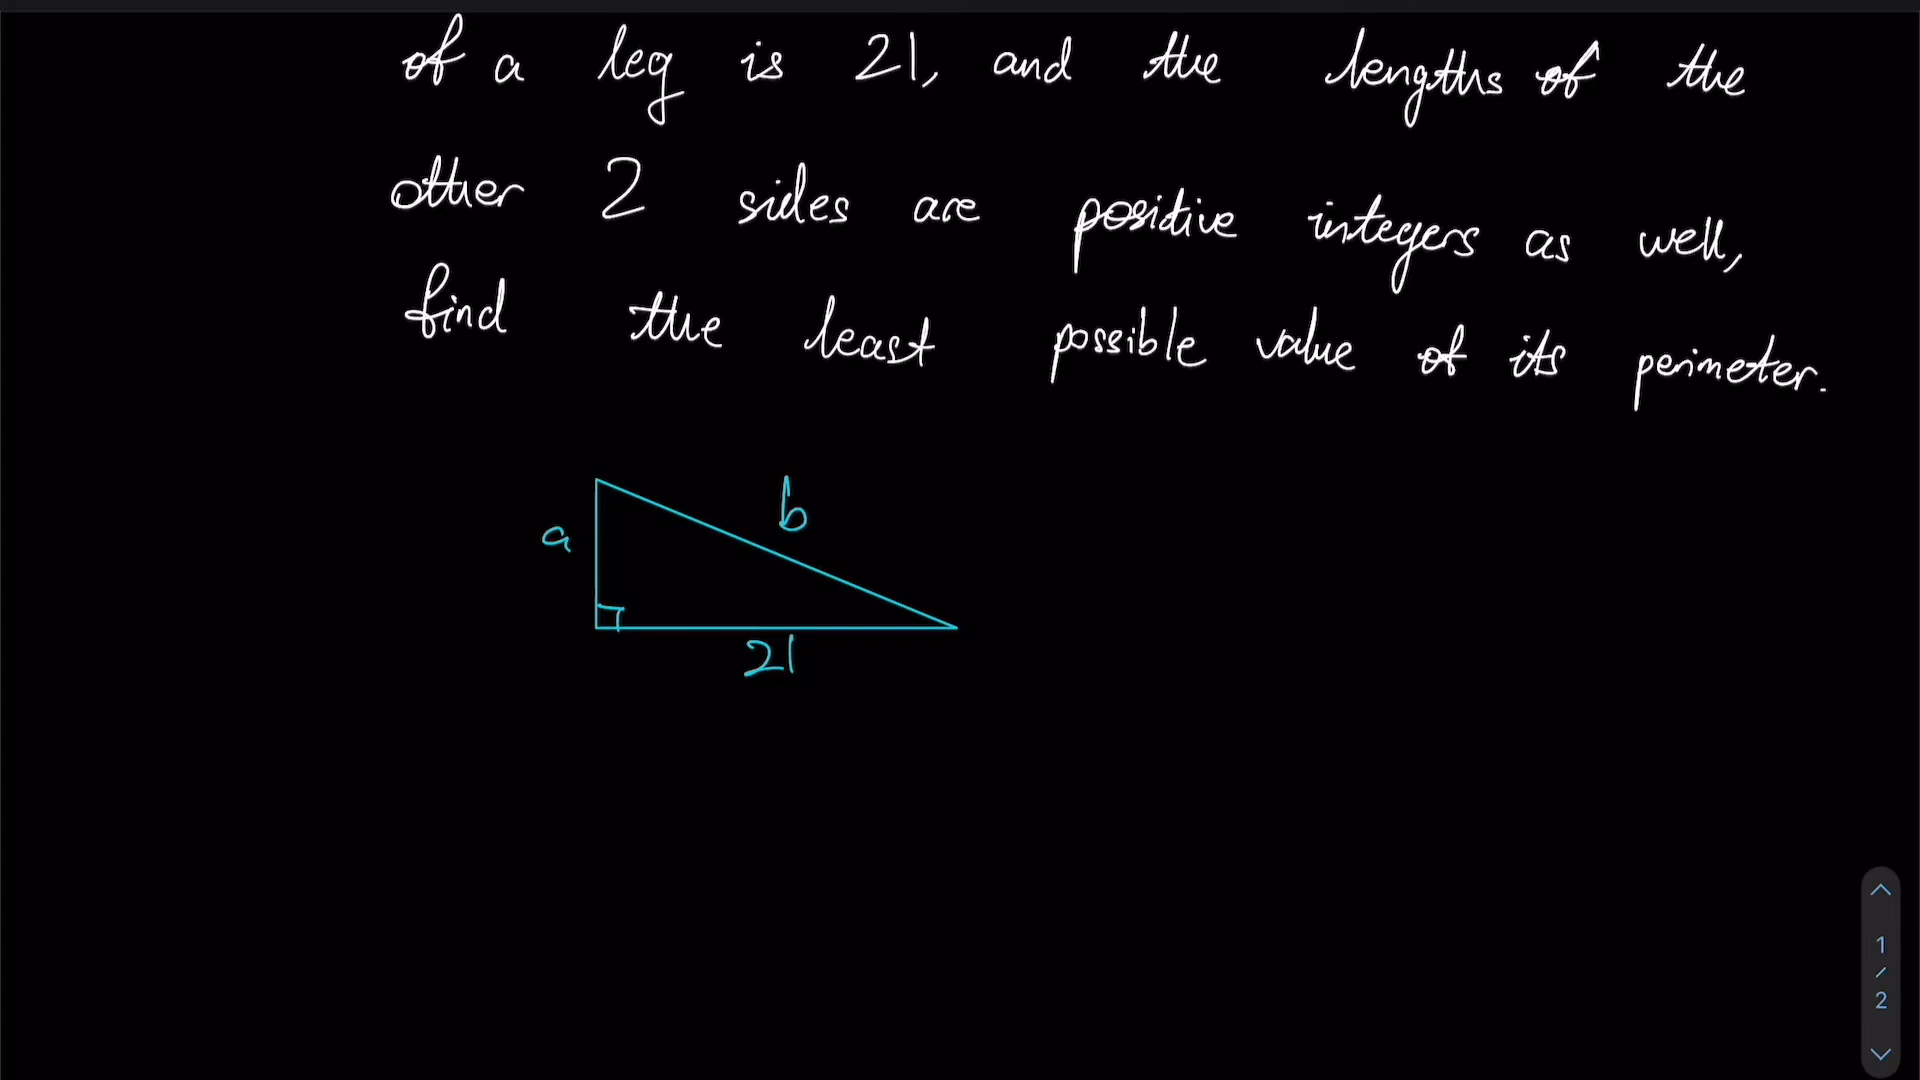 of a leg is 21, and the lengths of the
other 2 sides are positive integers as well,
find the least possible value of its perimeter.
b
a
21
1
/
2